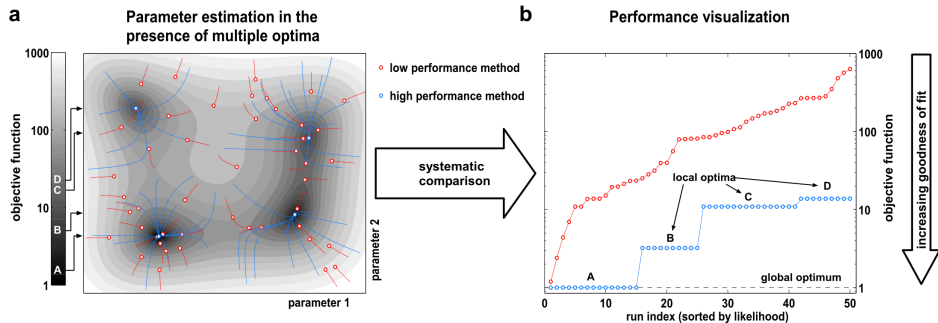 a
Parameter estimation in the
presence of multiple optima
1000
100
10
1
objective function
D
C
B
A
parameter 1
parameter 2
low performance method
high performance method
systematic
comparison
b
Performance visualization
1000
100
10
1
objective function
local optima
A
B
C
D
global optimum
0
10
20
30
40
50
run index (sorted by likelihood)
increasing goodness of fit